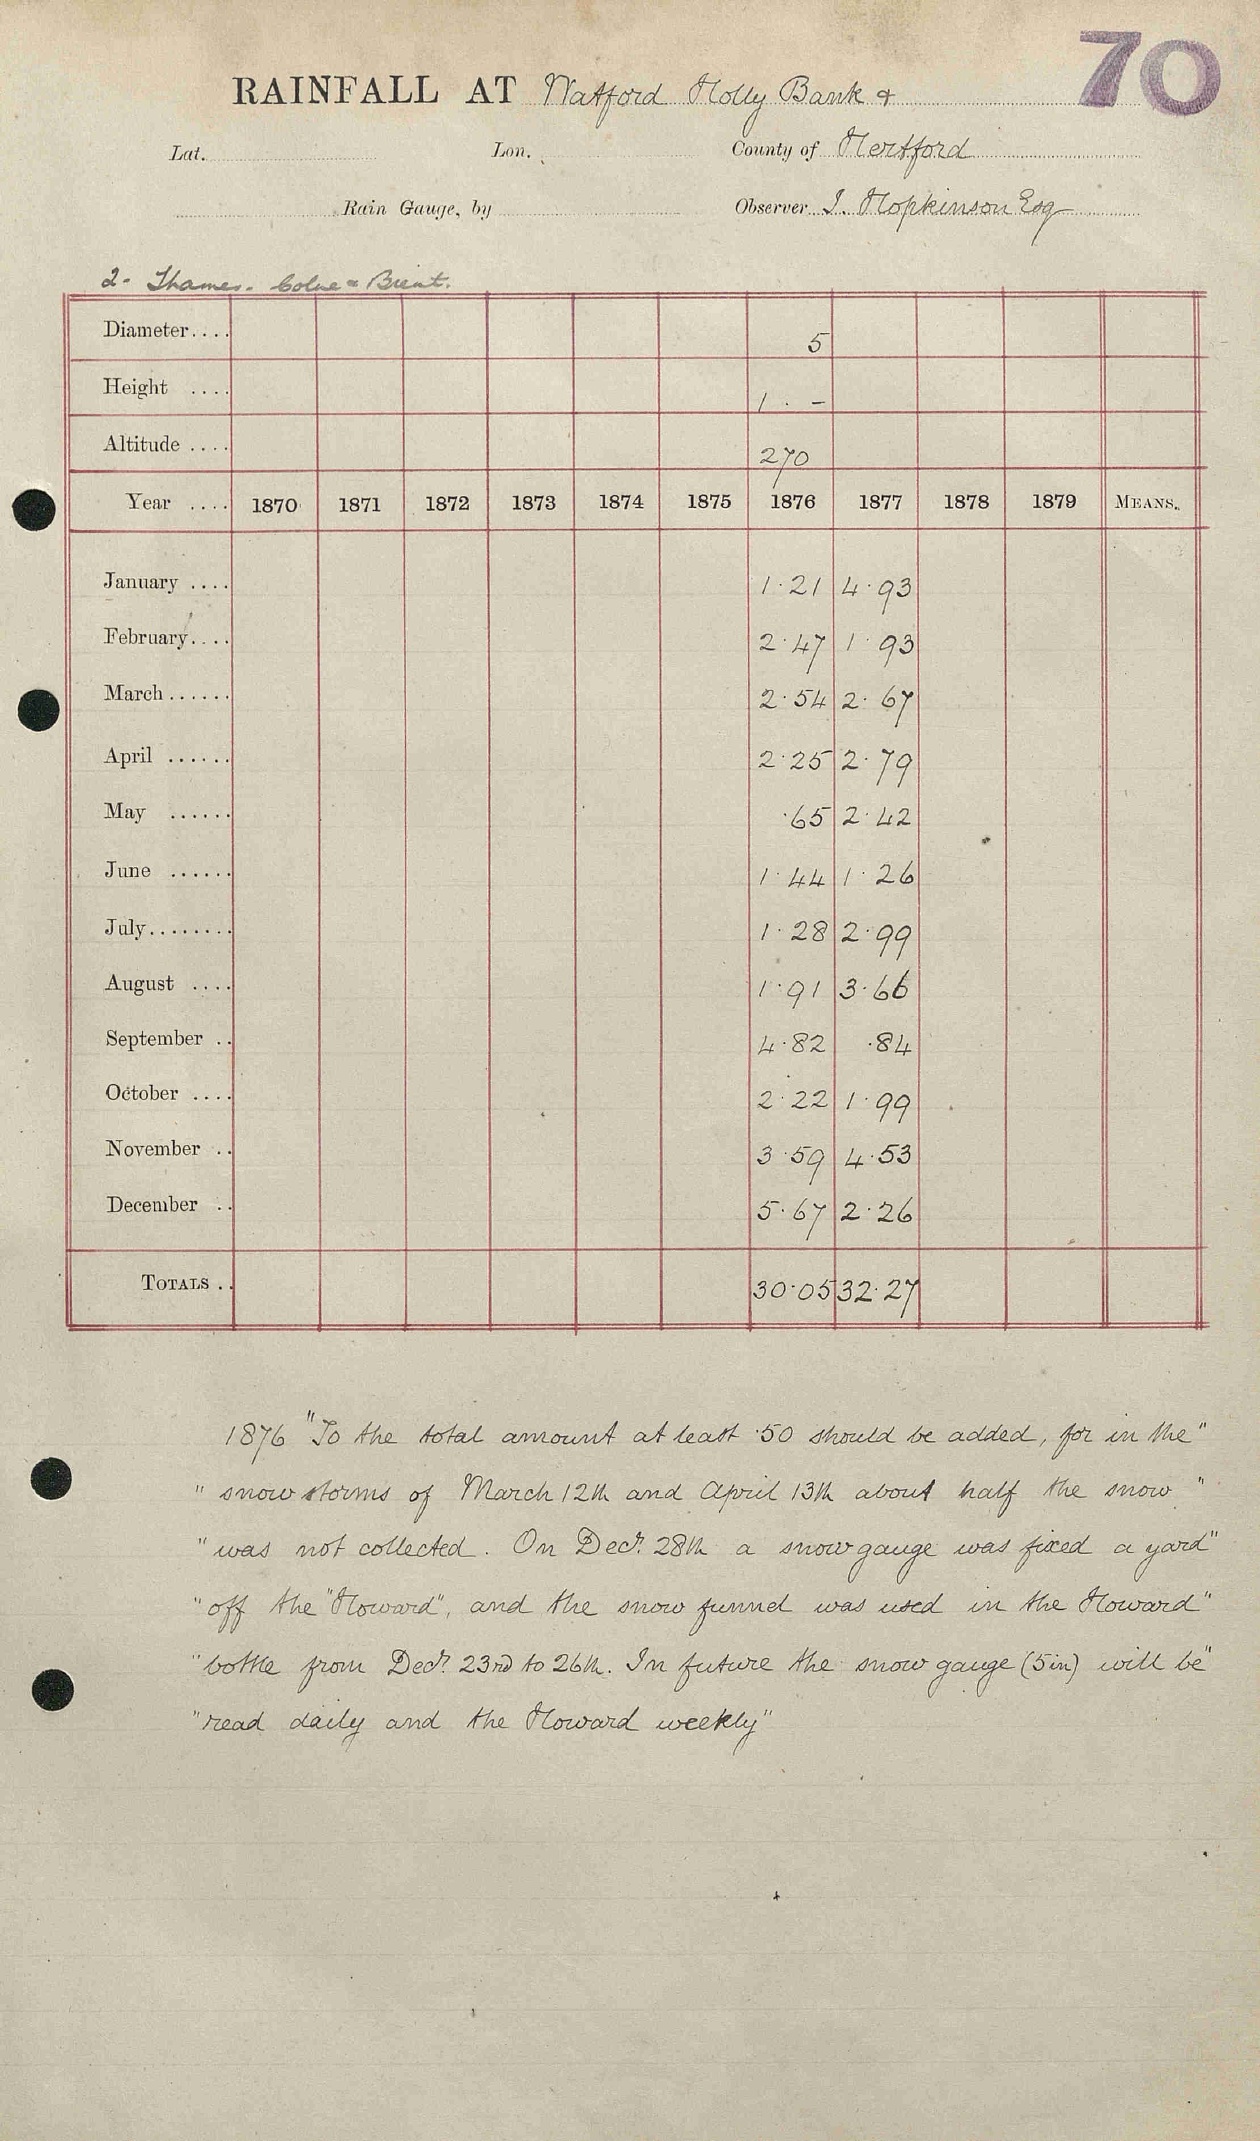 70
RAINFALL AT Watford Holly Bank &
Lat. Lon. County of Hertford
Rain Gauge, by Observer J. Hopkinson Esq
2. Thames. Colne & Brent.
Diameter.... 5
Height .... 1 . -
Altitude .... 270
Year .... 1870 1871 1872 1873 1874 1875 1876 1877 1878 1879 MEANS.
January .... 1.21 4.93
February.... 2.47 1.93
March...... 2.54 2.67
April ...... 2.25 2.79
May ...... .65 2.42
June ...... 1.44 1.26
July........ 1.28 2.99
August .... 1.91 3.66
September .. 4.82 .84
October .... 2.22 1.99
November .. 3.59 4.53
December .. 5.67 2.26
TOTALS .. 30.05 32.27
1876 "To the total amount at least .50 should be added, for in the"
" snow storms of March 12th and April 13th about half the snow "
" was not collected. On Decr. 28th a snow gauge was fixed a yard"
" off the "Howard", and the snow funnel was used in the Howard"
" bottle from Decr. 23rd to 26th. In future the snow gauge (5in) will be"
" read daily and the Howard weekly"